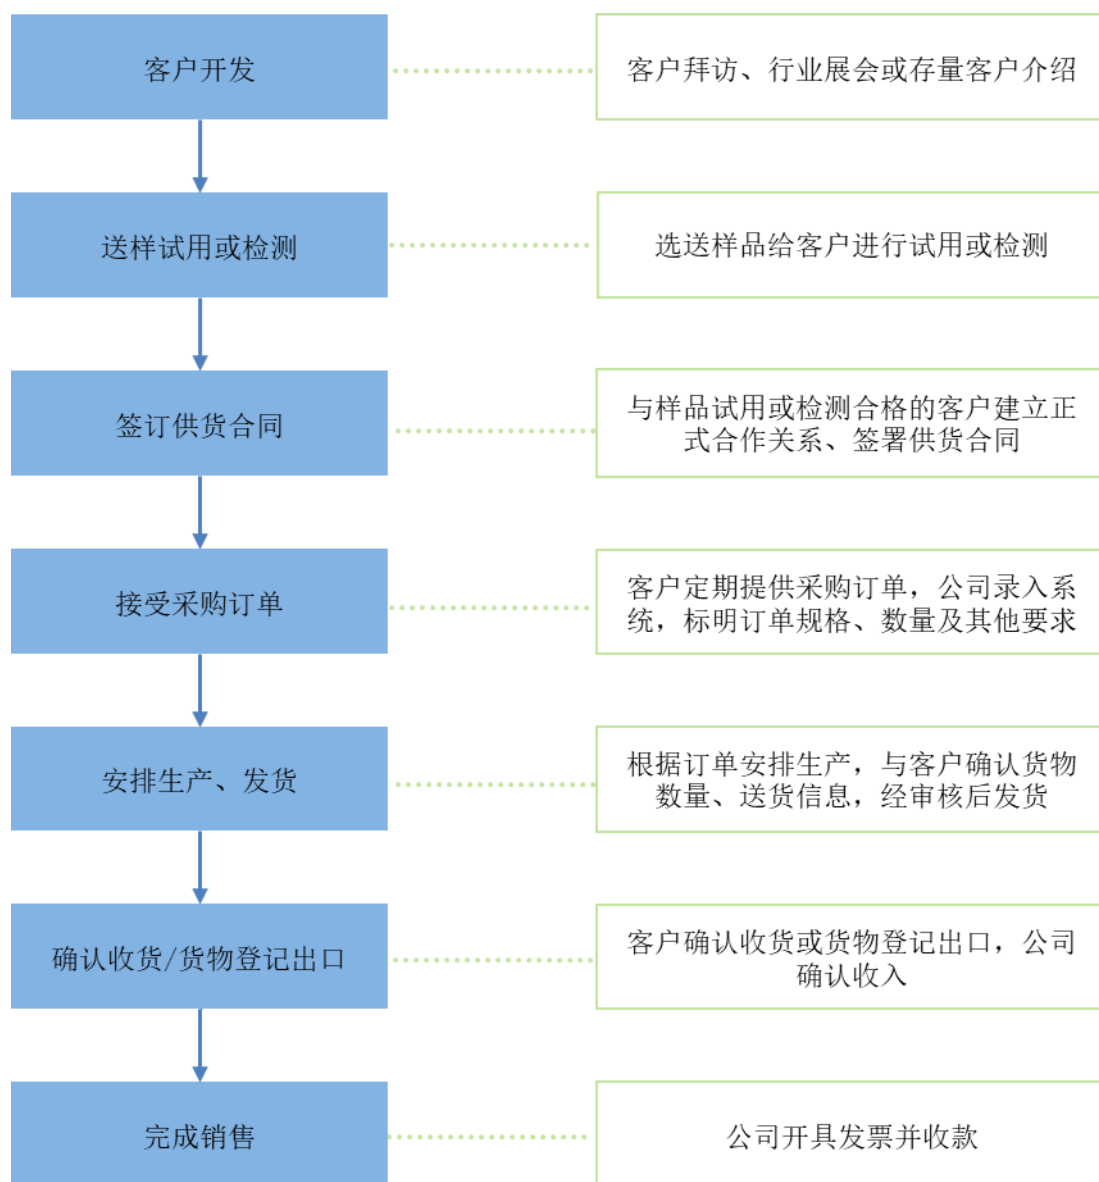 客户开发
客户拜访、行业展会或存量客户介绍
送样试用或检测
选送样品给客户进行试用或检测
签订供货合同
与样品试用或检测合格的客户建立正
式合作关系、签署供货合同
接受采购订单
客户定期提供采购订单，公司录入系
统，标明订单规格、数量及其他要求
安排生产、发货
根据订单安排生产，与客户确认货物
数量、送货信息，经审核后发货
确认收货/货物登记出口
客户确认收货或货物登记出口，公司
确认收入
完成销售
公司开具发票并收款